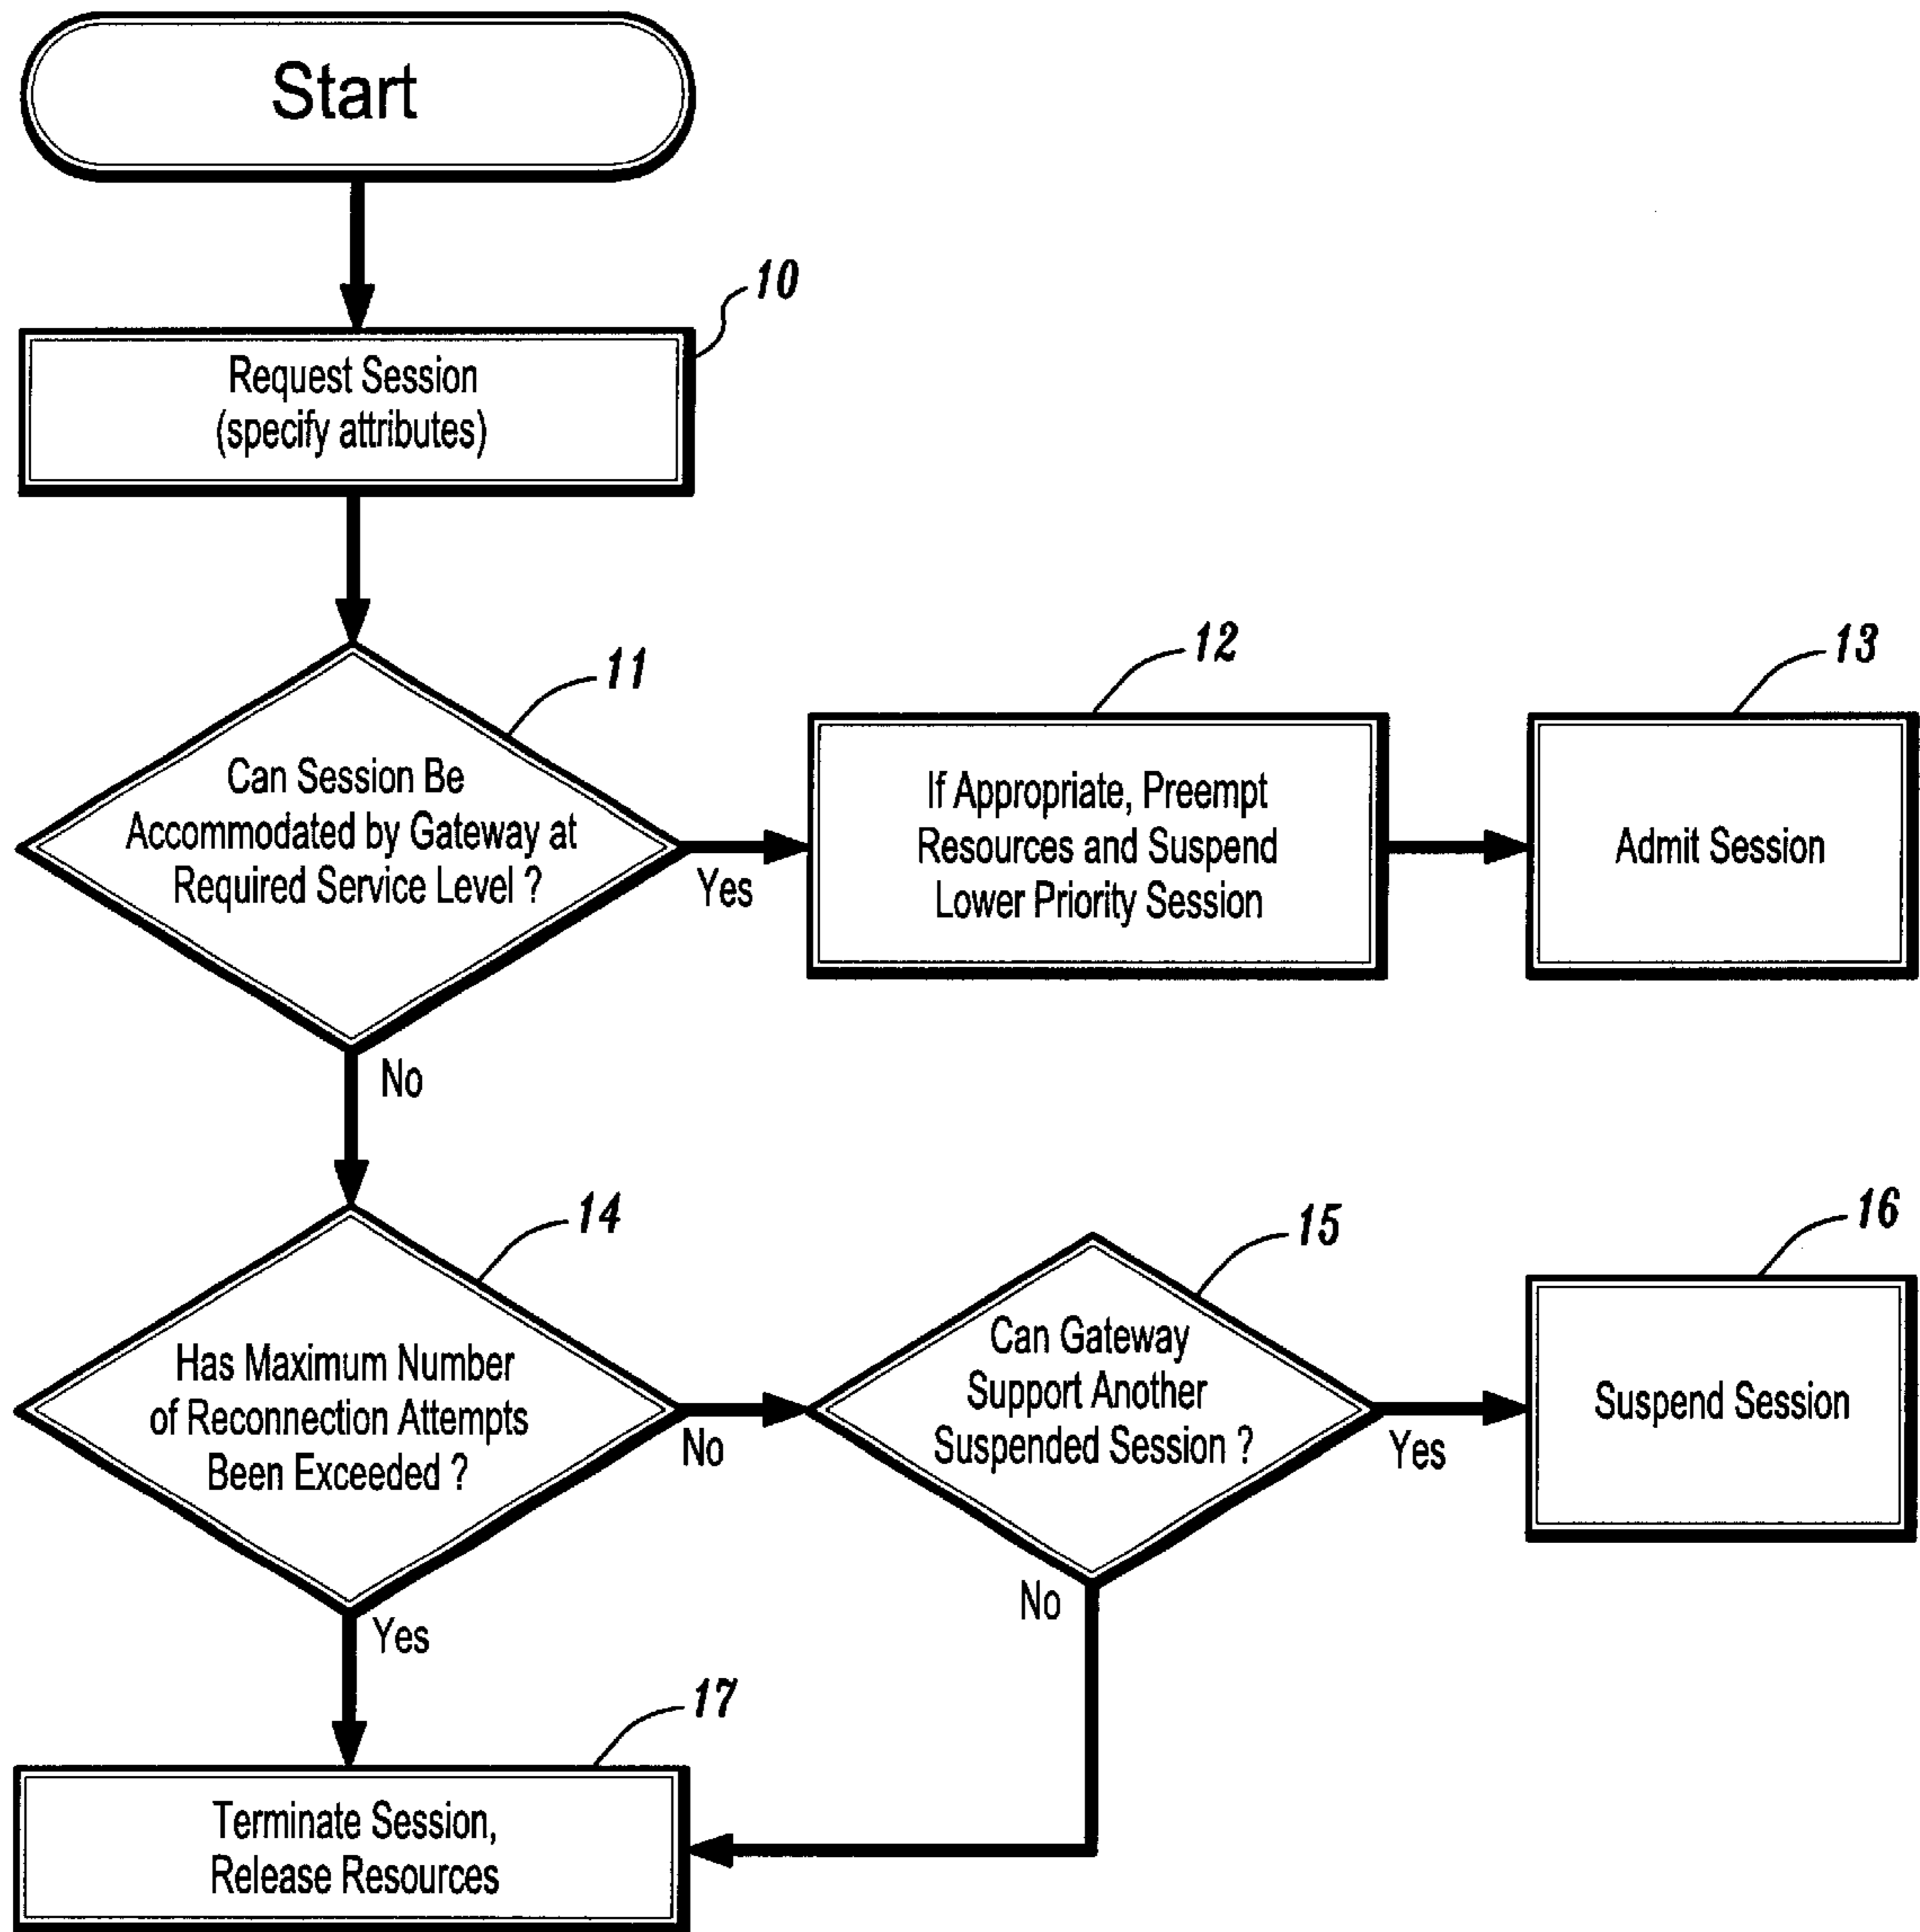 Start
10
Request Session
(specify attributes)
11
Can Session Be
Accommodated by Gateway at
Required Service Level ?
Yes
No
12
If Appropriate, Preempt
Resources and Suspend
Lower Priority Session
13
Admit Session
14
Has Maximum Number
of Reconnection Attempts
Been Exceeded ?
No
Yes
15
Can Gateway
Support Another
Suspended Session ?
Yes
No
16
Suspend Session
17
Terminate Session,
Release Resources